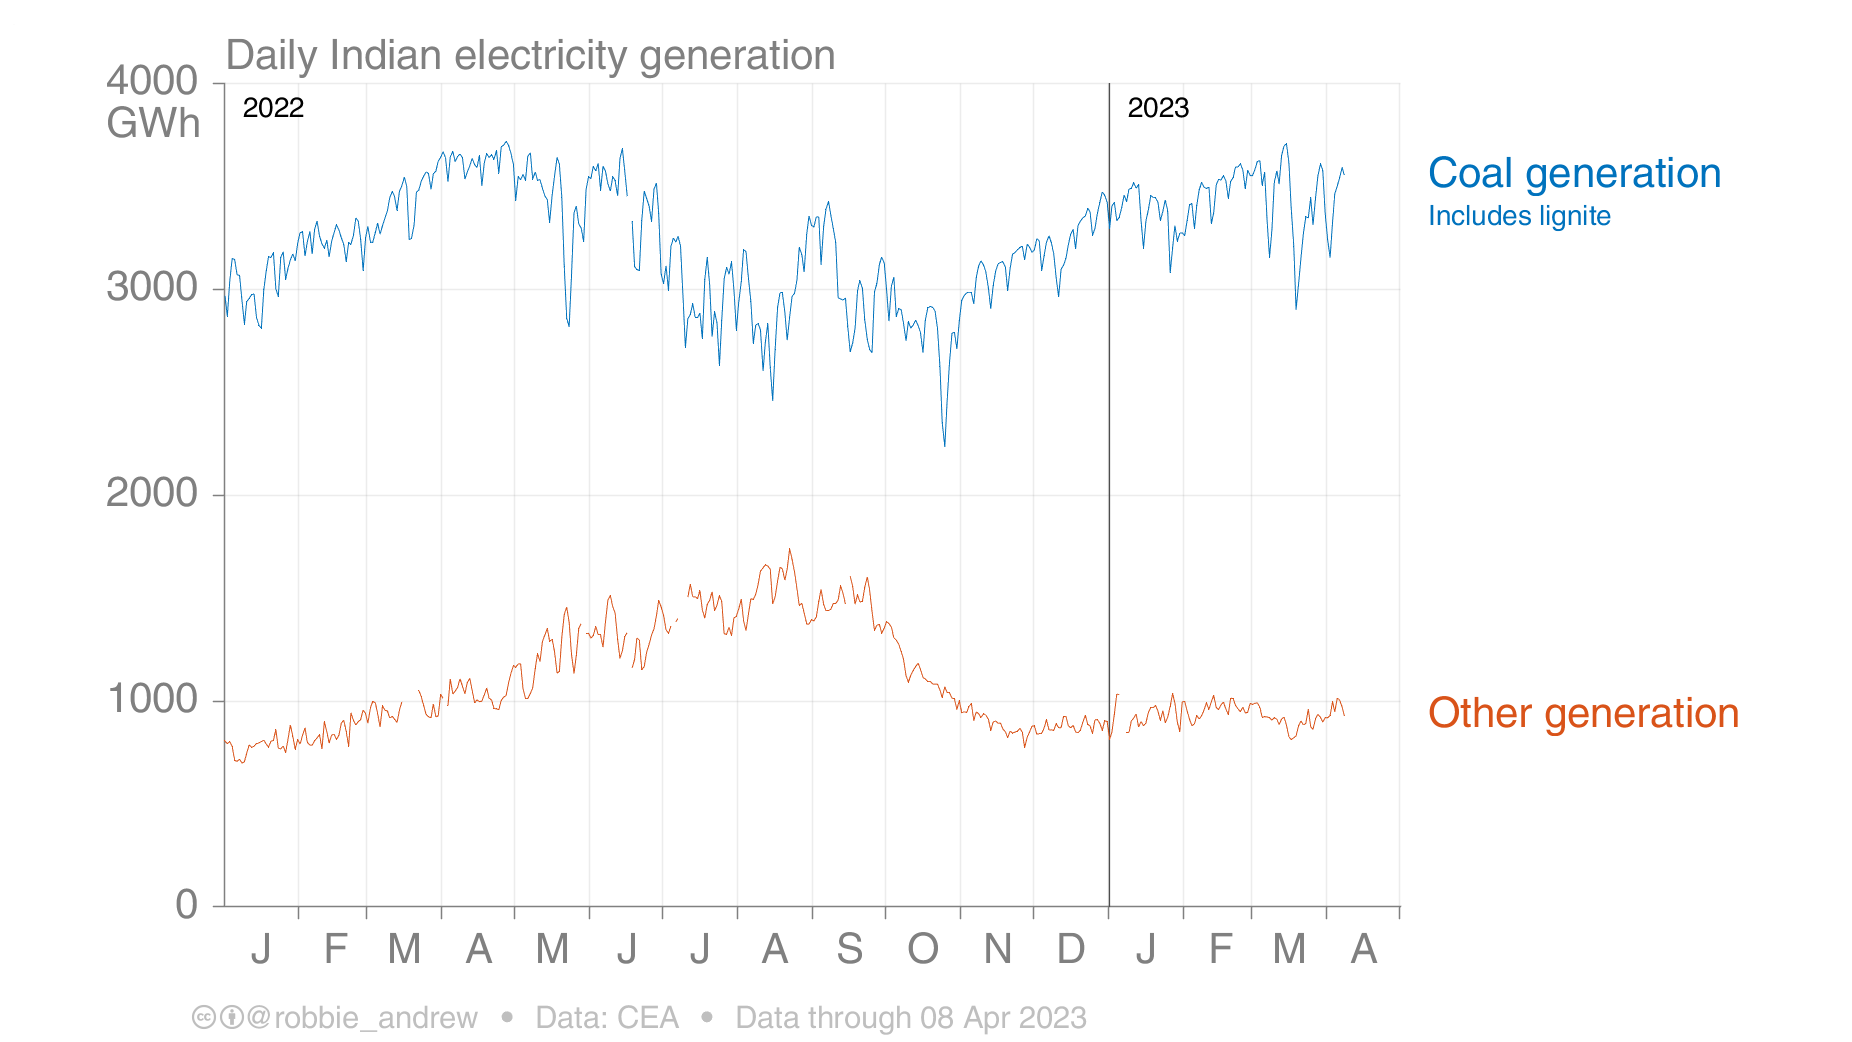 Daily Indian electricity generation
4000
GWh
2022
2023
Coal generation
Includes lignite
3000
2000
1000
Other generation
0
J F M A M J J A S O N D J F M A
@robbie_andrew • Data: CEA • Data through 08 Apr 2023